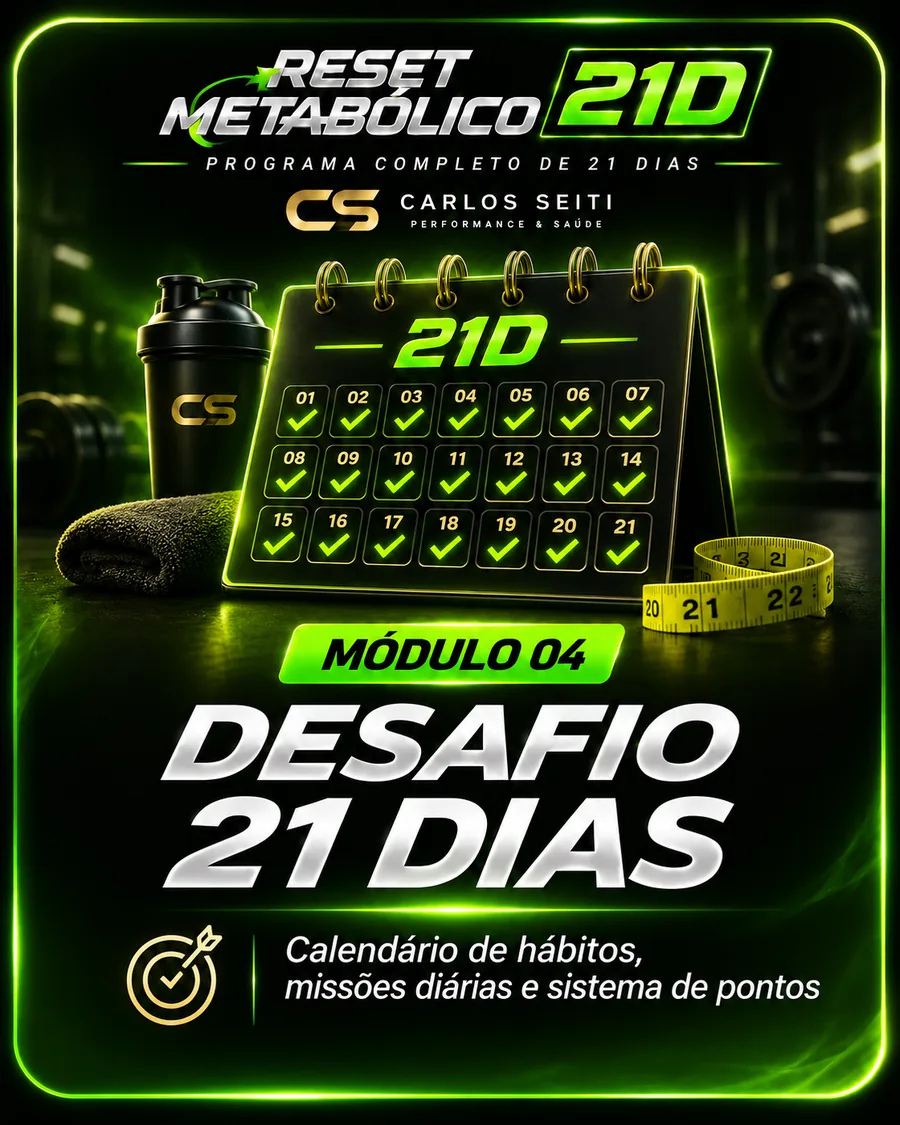 RESET
METABÓLICO 21D
PROGRAMA COMPLETO DE 21 DIAS
CS CARLOS SEITI
PERFORMANCE & SAÚDE
21D
01 02 03 04 05 06 07
08 09 10 11 12 13 14
15 16 17 18 19 20 21
CS
3 21
20 21 22
MÓDULO 04
DESAFIO
21 DIAS
Calendário de hábitos,
missões diárias e sistema de pontos